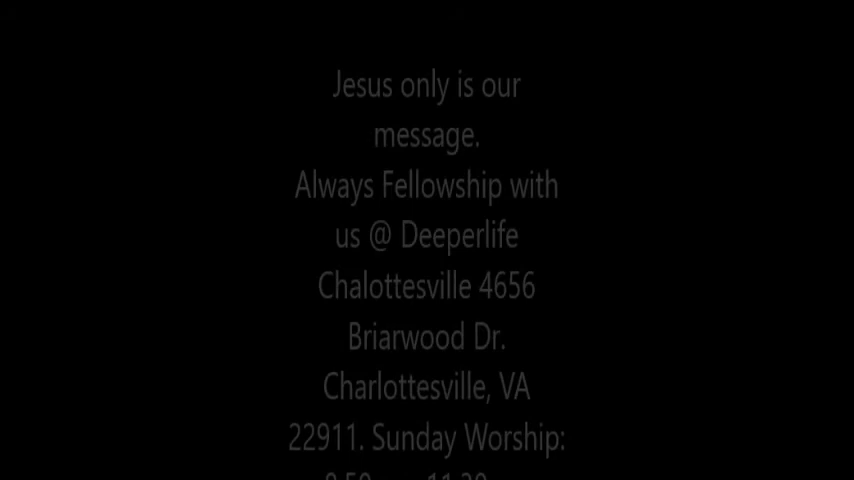 Jesus only is our
message.
Always Fellowship with
us @ Deeperlife
Chalottesville 4656
Briarwood Dr.
Charlottesville, VA
22911. Sunday Worship: